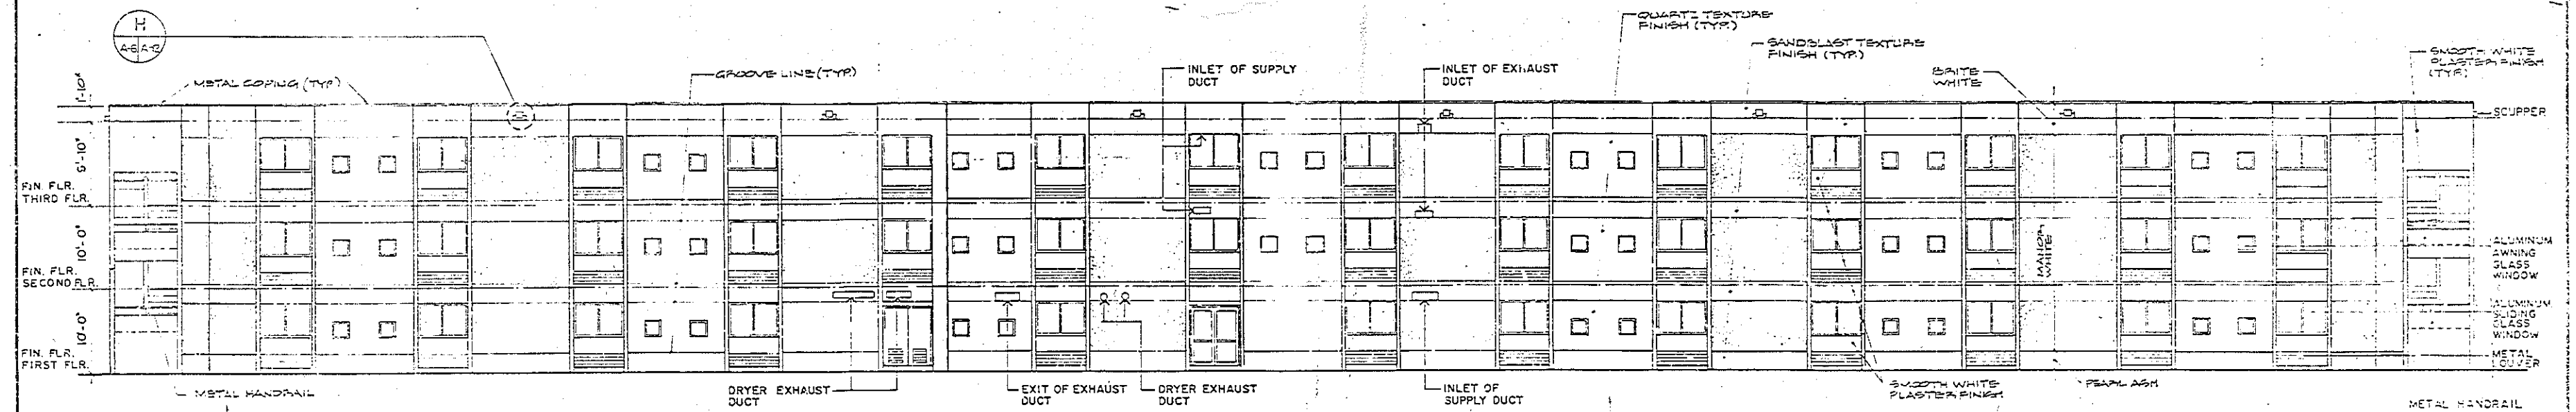 H
A-6 A-12
QUARTZ TEXTURE
FINISH (TYP.)
SANDBLAST TEXTURE
FINISH (TYP.)
SMOOTH WHITE
PLASTER FINISH
(TYP.)
METAL COPING (TYP.)
GROOVE LINE (TYP.)
INLET OF SUPPLY
DUCT
INLET OF EXHAUST
DUCT
BRITE
WHITE
1'-10"
SCUPPER
9'-10"
FIN. FLR.
THIRD FLR.
10'-0"
FIN. FLR.
SECOND FLR.
10'-0"
FIN. FLR.
FIRST FLR.
MANOR
WHITE
ALUMINUM
AWNING
GLASS
WINDOW
ALUMINUM
SLIDING
GLASS
WINDOW
METAL
LOUVER
METAL HANDRAIL
DRYER EXHAUST
DUCT
EXIT OF EXHAUST
DUCT
DRYER EXHAUST
DUCT
INLET OF
SUPPLY DUCT
SMOOTH WHITE
PLASTER FINISH
PEARL ASH
METAL HANDRAIL